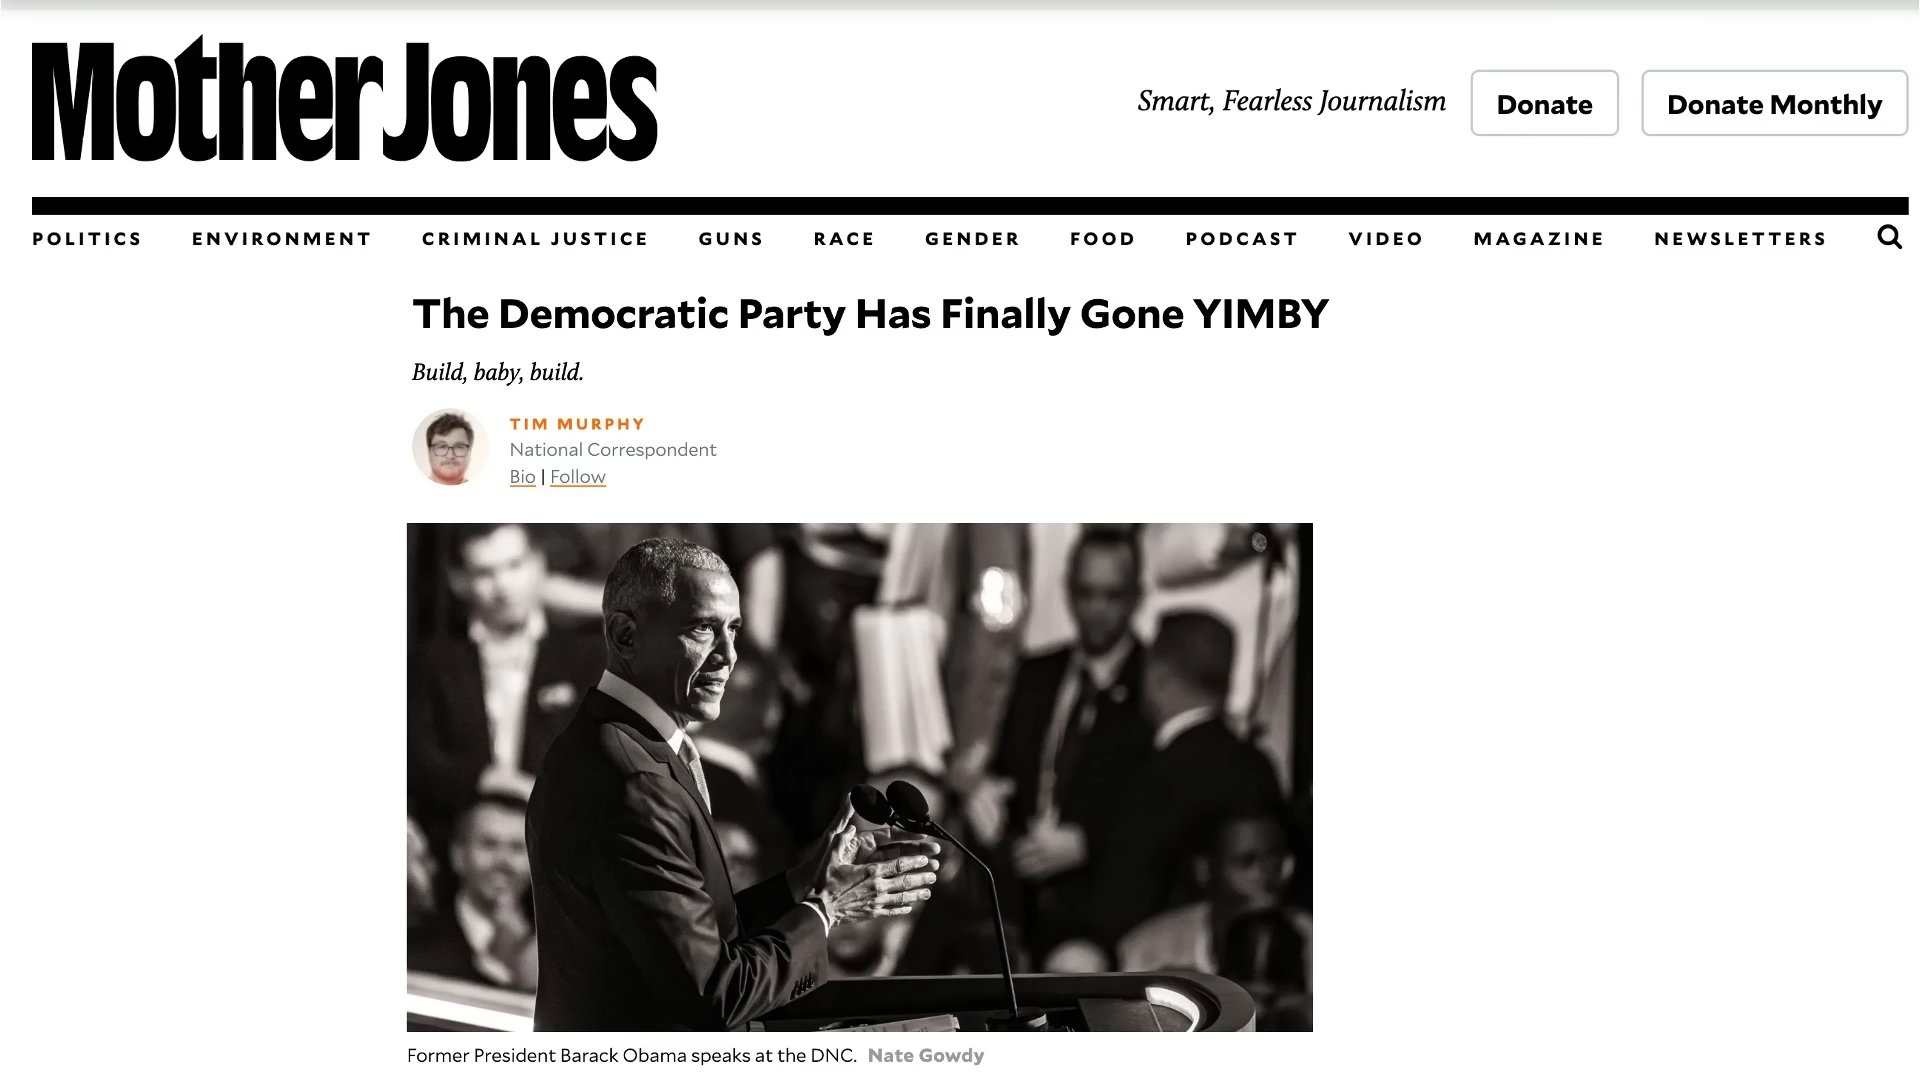 Mother Jones
Smart, Fearless Journalism
Donate
Donate Monthly
POLITICS ENVIRONMENT CRIMINAL JUSTICE GUNS RACE GENDER FOOD PODCAST VIDEO MAGAZINE NEWSLETTERS
The Democratic Party Has Finally Gone YIMBY
Build, baby, build.
TIM MURPHY
National Correspondent
Bio | Follow
Former President Barack Obama speaks at the DNC. Nate Gowdy